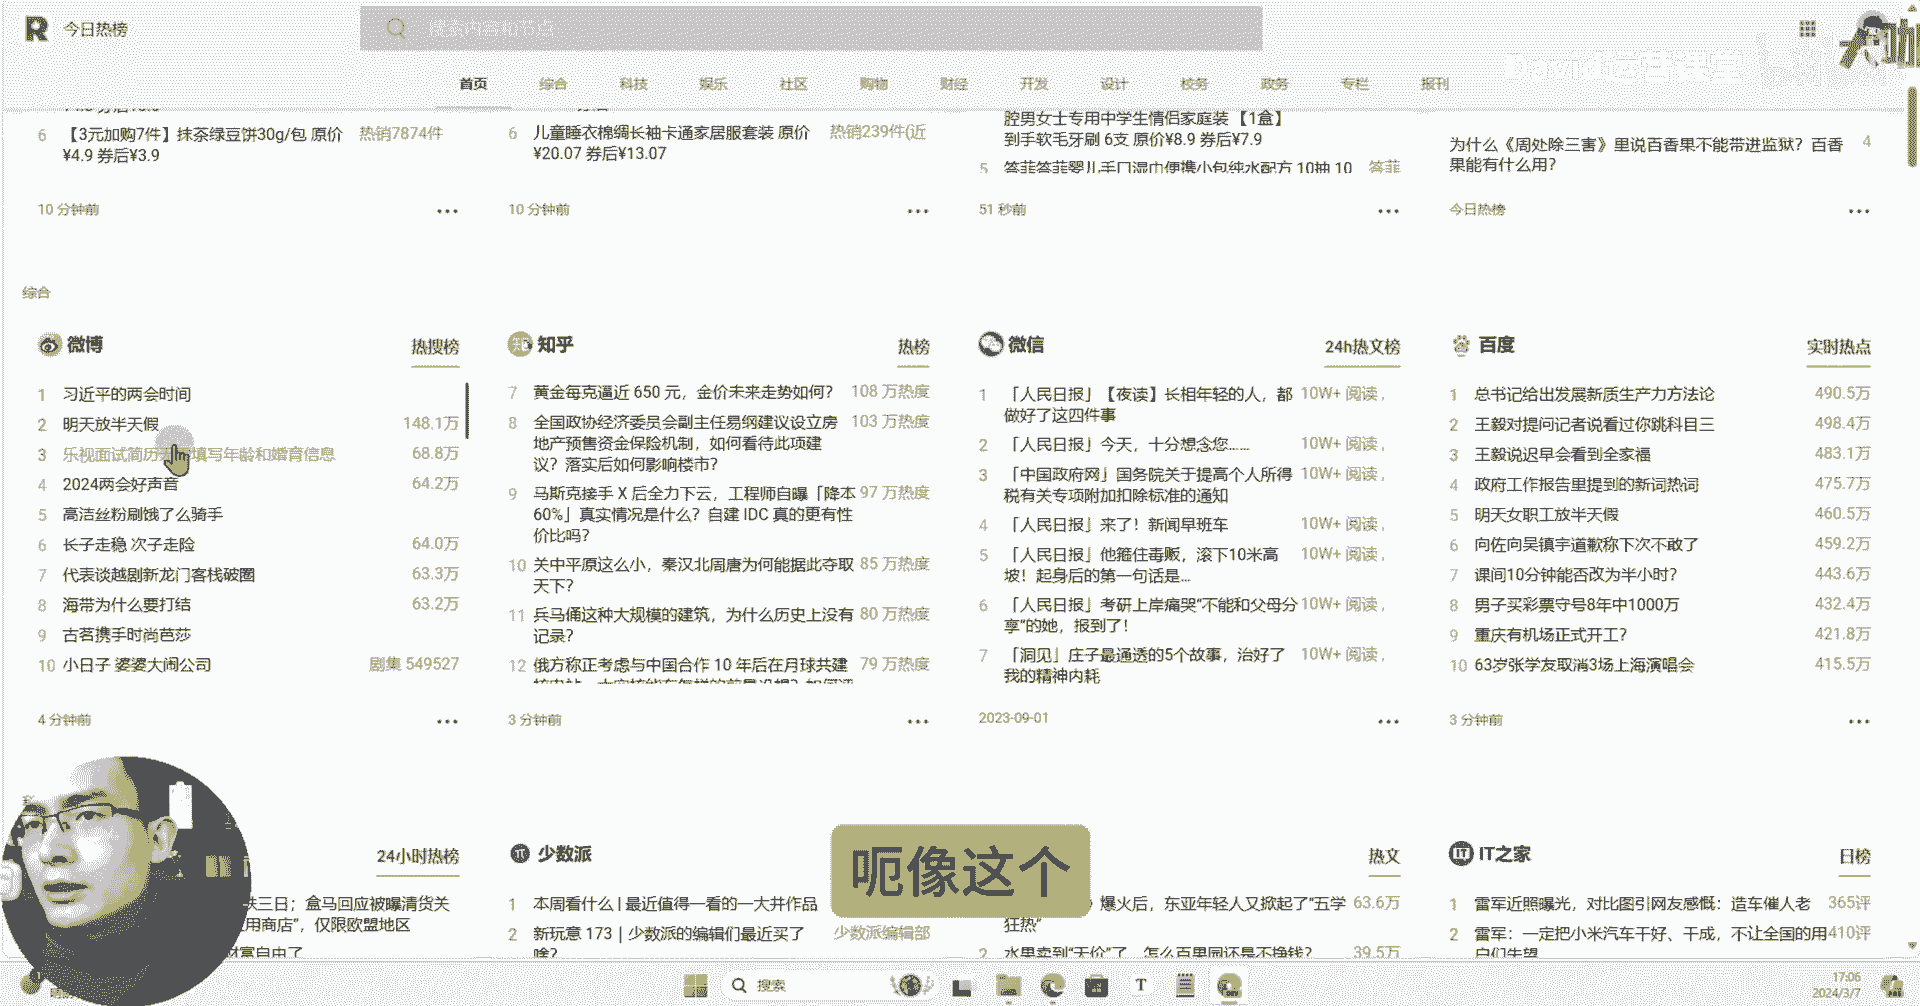 今日热榜
搜索内容和节点
David运营课堂
首页 综合 科技 娱乐 社区 购物 财经 开发 设计 校务 政务 专栏 报刊
6 【3元加购7件】抹茶绿豆饼30g/包 原价 热销7874件
¥4.9 券后¥3.9
10 分钟前
6 儿童睡衣棉绸长袖卡通家居服套装 原价 热销239件(近
¥20.07 券后¥13.07
10 分钟前
腔男女士专用中学生情侣家庭装 【1盒】
到手软毛牙刷 6支 原价¥8.9 券后¥7.9
5 答菲答菲婴儿手口湿巾便携小包纯水配方 10抽 10 答菲
51 秒前
为什么《周处除三害》里说百香果不能带进监狱？百香 4
果能有什么用？
今日热榜
综合
微博 热搜榜
1 习近平的两会时间
2 明天放半天假 148.1万
3 乐视面试简历 填写年龄和婚育信息 68.8万
4 2024两会好声音 64.2万
5 高洁丝粉刷饿了么骑手
6 长子走稳 次子走险 64.0万
7 代表谈越剧新龙门客栈破圈 63.3万
8 海带为什么要打结 63.2万
9 古茗携手时尚芭莎
10 小日子 婆婆大闹公司 剧集 549527
4 分钟前
知乎 热榜
7 黄金每克逼近 650 元，金价未来走势如何？ 108 万热度
8 全国政协经济委员会副主任易纲建议设立房 103 万热度
地产预售资金保险机制，如何看待此项建
议？落实后如何影响楼市？
9 马斯克接手 X 后全力下云，工程师自曝「降本 97 万热度
60%」真实情况是什么？自建 IDC 真的更有性
价比吗？
10 关中平原这么小，秦汉北周唐为何能据此夺取 85 万热度
天下？
11 兵马俑这种大规模的建筑，为什么历史上没有 80 万热度
记录？
12 俄方称正考虑与中国合作 10 年后在月球共建 79 万热度
3 分钟前
微信 24h热文榜
1 「人民日报」【夜读】长相年轻的人，都 10W+ 阅读，
做好了这四件事
2 「人民日报」今天，十分想念您…… 10W+ 阅读，
3 「中国政府网」国务院关于提高个人所得 10W+ 阅读，
税有关专项附加扣除标准的通知
4 「人民日报」来了！新闻早班车 10W+ 阅读，
5 「人民日报」他箍住毒贩，滚下10米高 10W+ 阅读，
坡！起身后的第一句话是...
6 「人民日报」考研上岸痛哭“不能和父母分 10W+ 阅读，
享”的她，报到了！
7 「洞见」庄子最通透的5个故事，治好了 10W+ 阅读，
我的精神内耗
2023-09-01
百度 实时热点
1 总书记给出发展新质生产力方法论 490.5万
2 王毅对提问记者说看过你跳科目三 498.4万
3 王毅说迟早会看到全家福 483.1万
4 政府工作报告里提到的新词热词 475.7万
5 明天女职工放半天假 460.5万
6 向佐向吴镇宇道歉称下次不敢了 459.2万
7 课间10分钟能否改为半小时？ 443.6万
8 男子买彩票守号8年中1000万 432.4万
9 重庆有机场正式开工？ 421.8万
10 63岁张学友取消3场上海演唱会 415.5万
3 分钟前
24小时热榜
三日；盒马回应被曝清货关
用商店”，仅限欧盟地区
财富自由了
少数派
1 本周看什么 | 最近值得一看的一大井作品
2 新玩意 173｜少数派的编辑们最近买了 少数派编辑部
啥？
热文
爆火后，东亚年轻人又掀起了“五学 63.6万
狂热”
2 水果卖到“天价”了，怎么百果园还是不挣钱？ 39.5万
IT之家 日榜
1 雷军近照曝光，对比图引网友感慨：造车催人老 365评
2 雷军：一定把小米汽车干好、干成，不让全国的用 410评
户们失望
呃像这个
搜索
17:06
2024/3/7